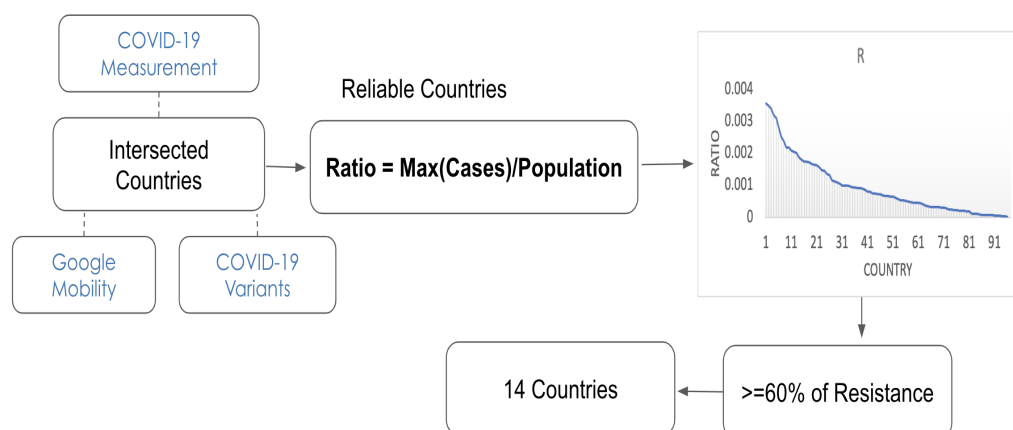 COVID-19
Measurement
Intersected
Countries
Google
Mobility
COVID-19
Variants
Reliable Countries
Ratio = Max(Cases)/Population
R
0.004
0.003
0.002
0.001
0
RATIO
1 11 21 31 41 51 61 71 81 91
COUNTRY
>=60% of Resistance
14 Countries